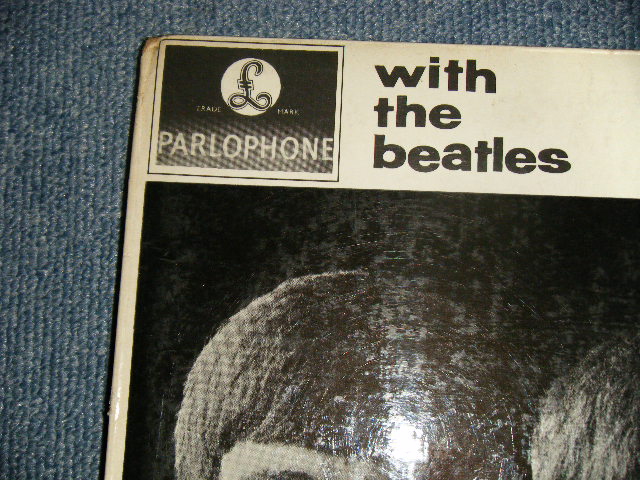 £
TRADE MARK
PARLOPHONE
with
the
beatles